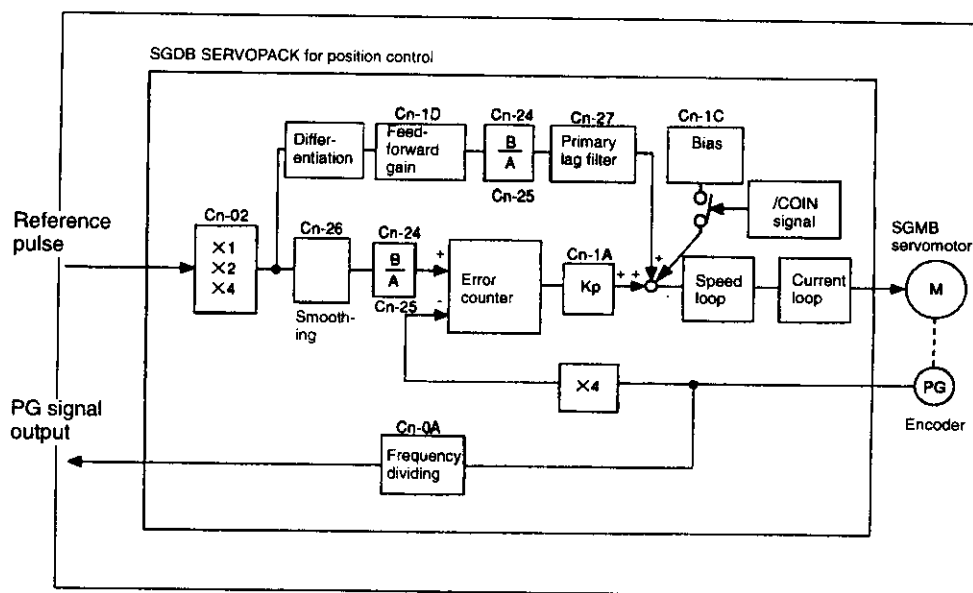 SGDB SERVOPACK for position control
Cn-1D
Cn-24
Cn-27
Cn-1C
Differ-
entiation
Feed-
forward
gain
B
A
Primary
lag filter
Bias
Cn-25
/COIN
signal
Reference
pulse
Cn-02
×1
×2
×4
Cn-26
Smooth-
ing
Cn-24
B
A
Cn-25
+
-
Error
counter
Cn-1A
Kp
+ +
+
Speed
loop
Current
loop
SGMB
servomotor
M
×4
PG
Encoder
PG signal
output
Cn-0A
Frequency
dividing